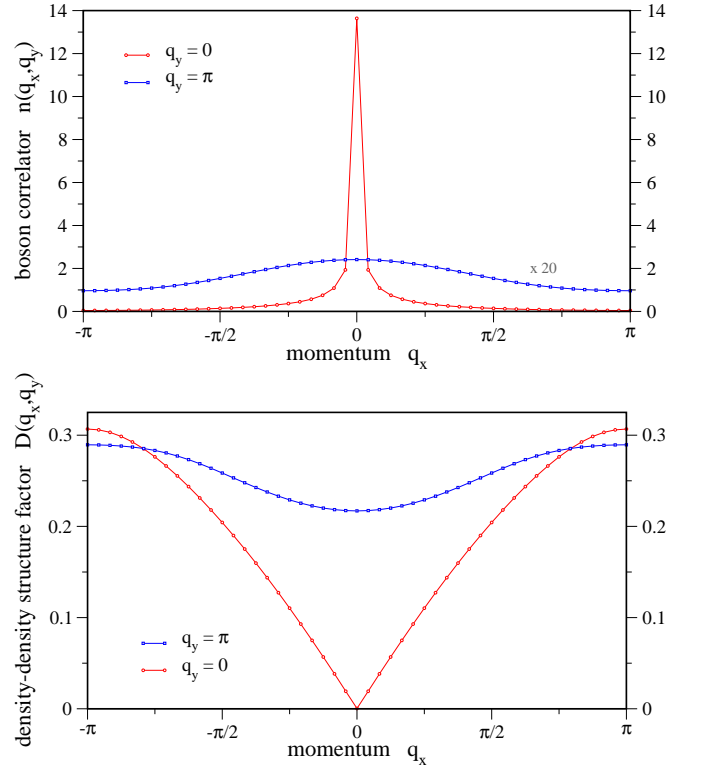 boson correlator n(q_x,q_y)
14 14
12 12
10 10
8 8
6 6
4 4
2 2
0 0
q_y = 0
q_y = π
x 20
-π -π/2 0 π/2 π
momentum q_x
density-density structure factor D(q_x,q_y)
0.3 0.3
0.2 0.2
0.1 0.1
0 0
q_y = π
q_y = 0
-π -π/2 0 π/2 π
momentum q_x